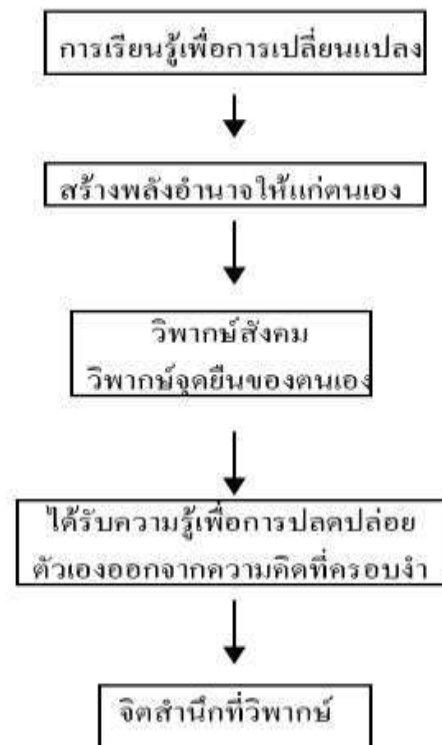 การเรียนรู้เพื่อการเปลี่ยนแปลง
สร้างพลังอำนาจให้แก่ตนเอง
วิพากษ์สังคม
วิพากษ์จุดยืนของตนเอง
ได้รับความรู้เพื่อการปลดปล่อย
ตัวเองออกจากความคิดที่ครอบงำ
จิตสำนึกที่วิพากษ์